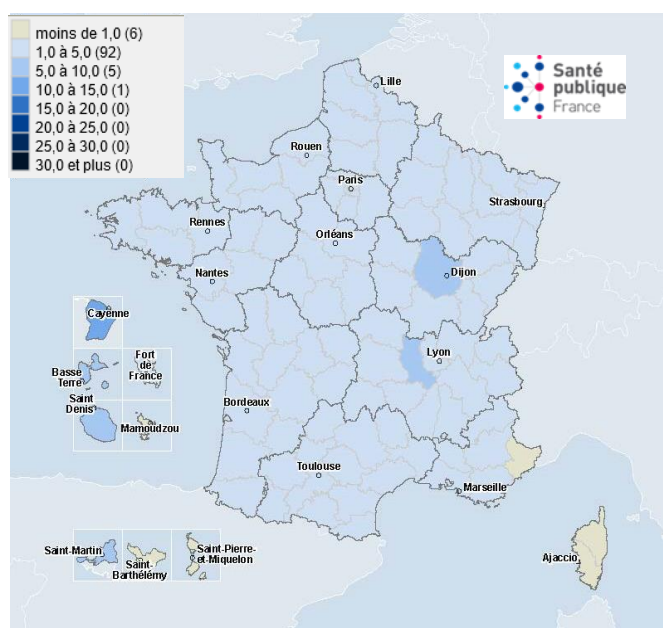 moins de 1,0 (6)
1,0 à 5,0 (92)
5,0 à 10,0 (5)
10,0 à 15,0 (1)
15,0 à 20,0 (0)
20,0 à 25,0 (0)
25,0 à 30,0 (0)
30,0 et plus (0)
Santé
publique
France
Lille
Rouen
Paris
Strasbourg
Rennes
Orléans
Nantes
Dijon
Cayenne
Basse
Terre
Fort
de
France
Lyon
Saint
Denis
Mamoudzou
Bordeaux
Toulouse
Marseille
Saint-Martin
Saint-
Barthélémy
Saint-Pierre-
et-Miquelon
Ajaccio